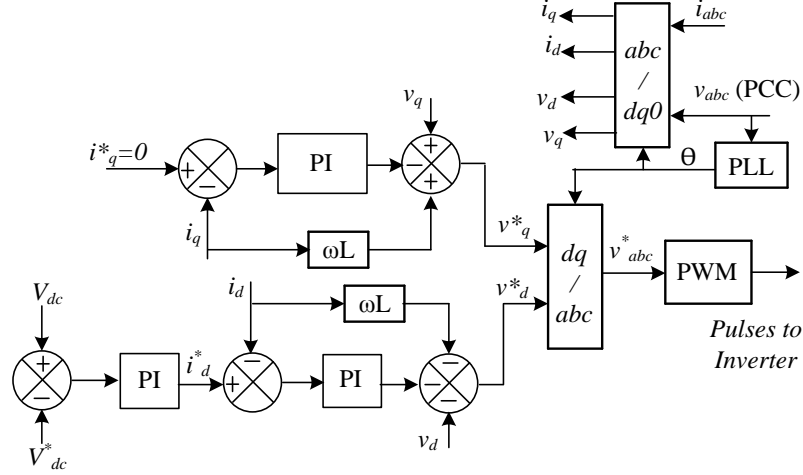 i_q
i_d
v_d
v_q
abc
/
dq0
i_abc
v_abc (PCC)
PLL
θ
v_q
i*_q=0
+
−
PI
+
−
+
i_q
ωL
v*_q
v*_d
dq
/
abc
v*_abc
PWM
Pulses to
Inverter
V_dc
+
−
V*_dc
PI
i*_d
i_d
ωL
−
+
PI
−
−
−
v_d